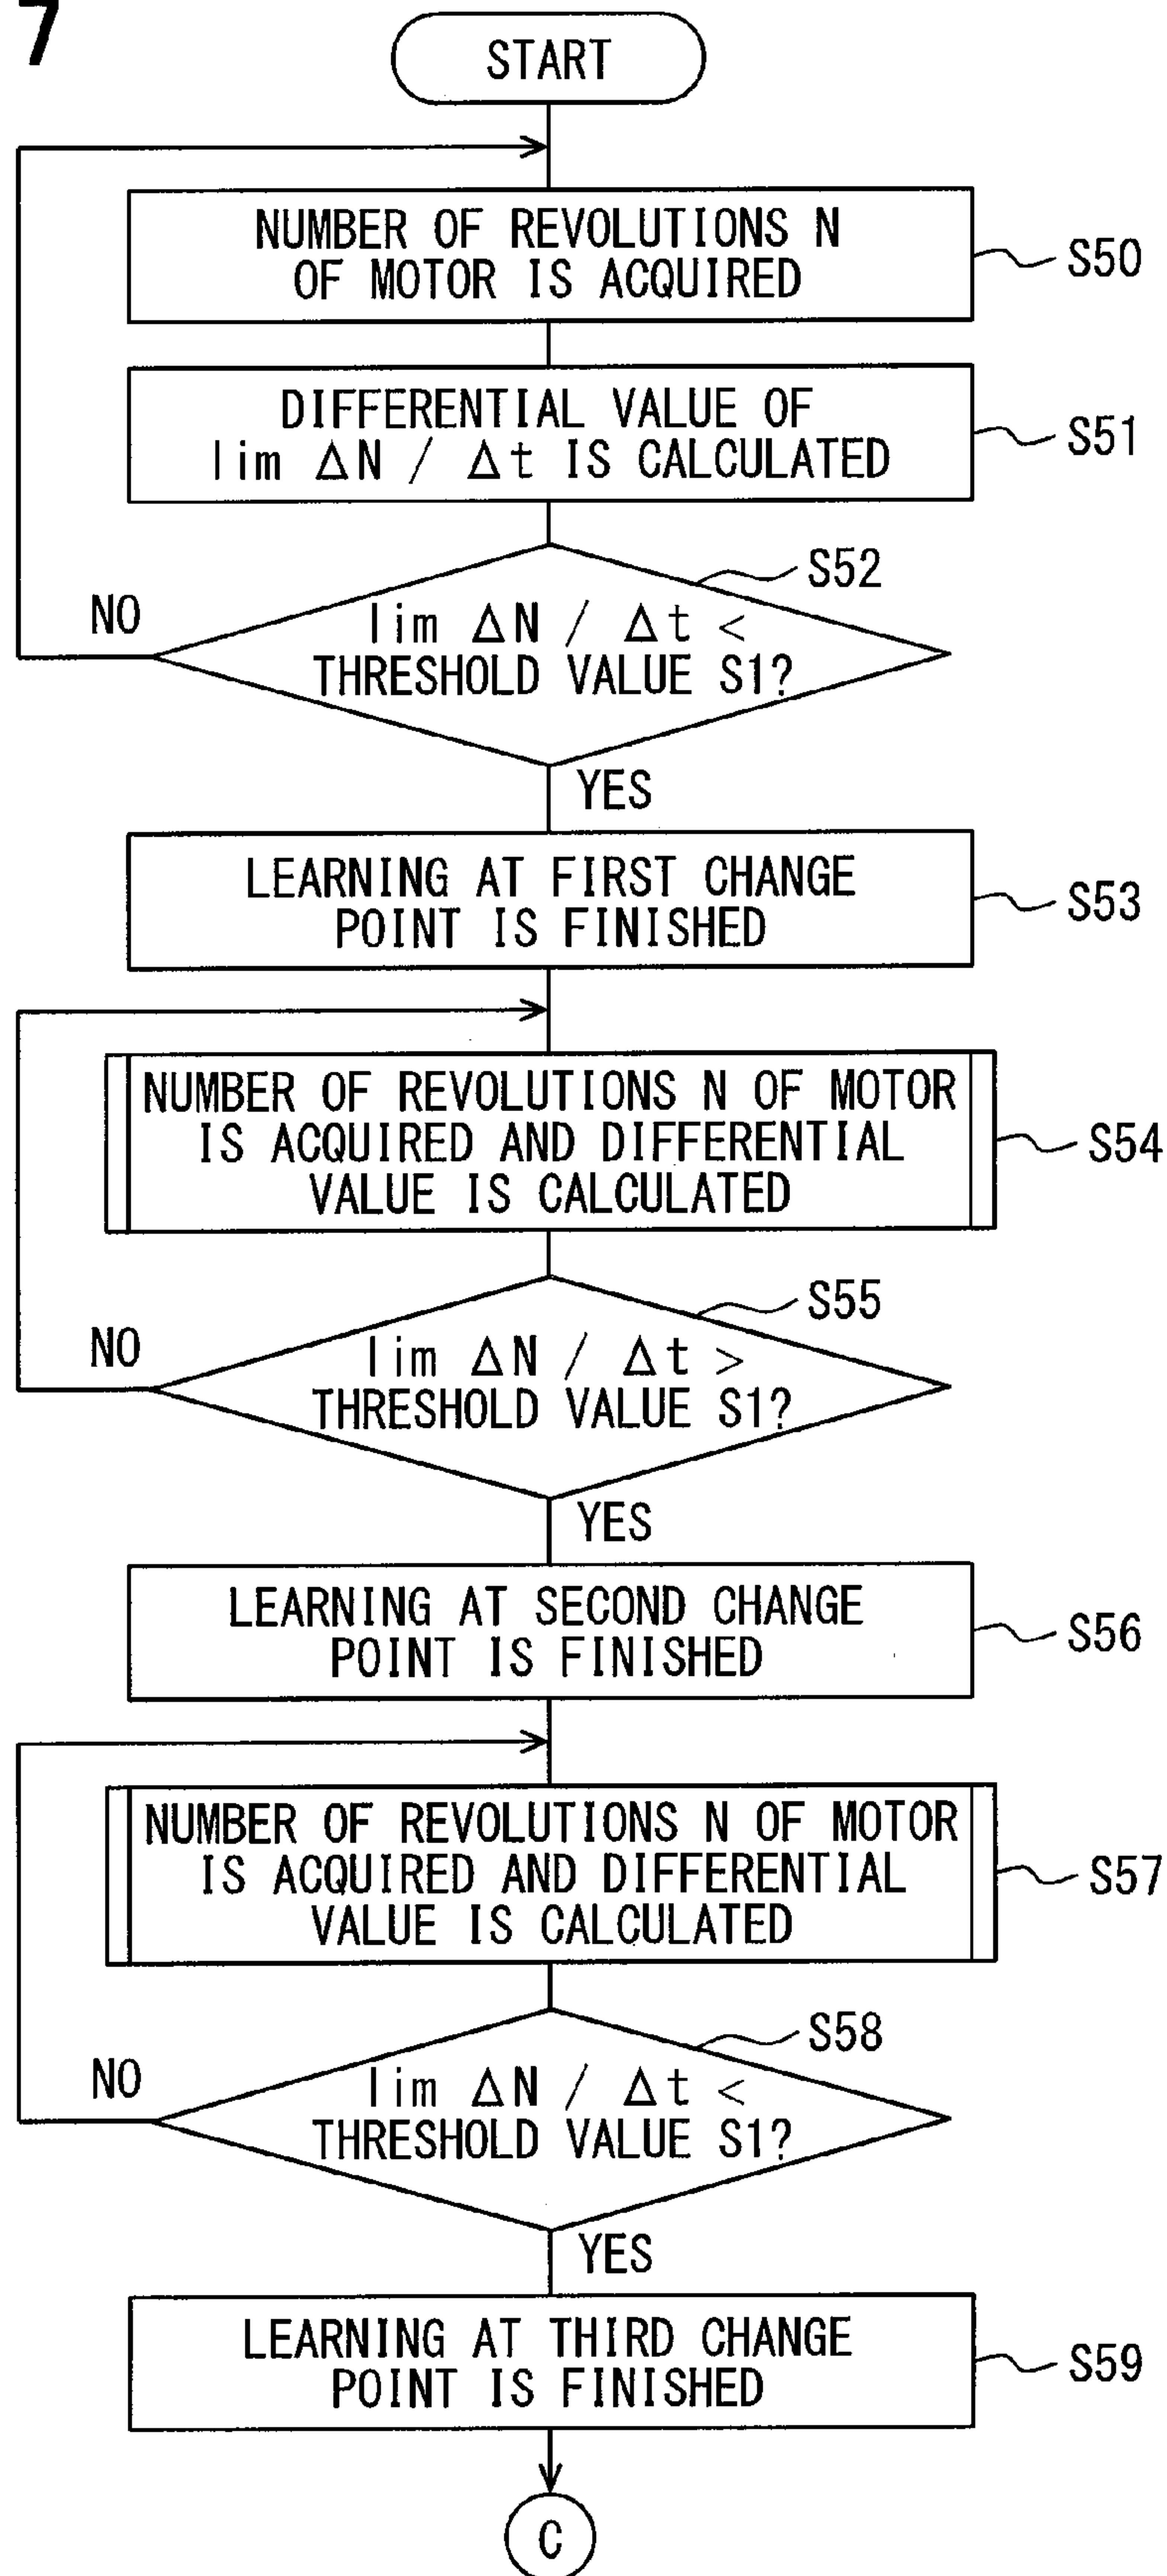 7
START
NUMBER OF REVOLUTIONS N
OF MOTOR IS ACQUIRED
S50
DIFFERENTIAL VALUE OF
lim ΔN / Δt IS CALCULATED
S51
S52
NO
lim ΔN / Δt <
THRESHOLD VALUE S1?
YES
LEARNING AT FIRST CHANGE
POINT IS FINISHED
S53
NUMBER OF REVOLUTIONS N OF MOTOR
IS ACQUIRED AND DIFFERENTIAL
VALUE IS CALCULATED
S54
S55
NO
lim ΔN / Δt >
THRESHOLD VALUE S1?
YES
LEARNING AT SECOND CHANGE
POINT IS FINISHED
S56
NUMBER OF REVOLUTIONS N OF MOTOR
IS ACQUIRED AND DIFFERENTIAL
VALUE IS CALCULATED
S57
S58
NO
lim ΔN / Δt <
THRESHOLD VALUE S1?
YES
LEARNING AT THIRD CHANGE
POINT IS FINISHED
S59
C